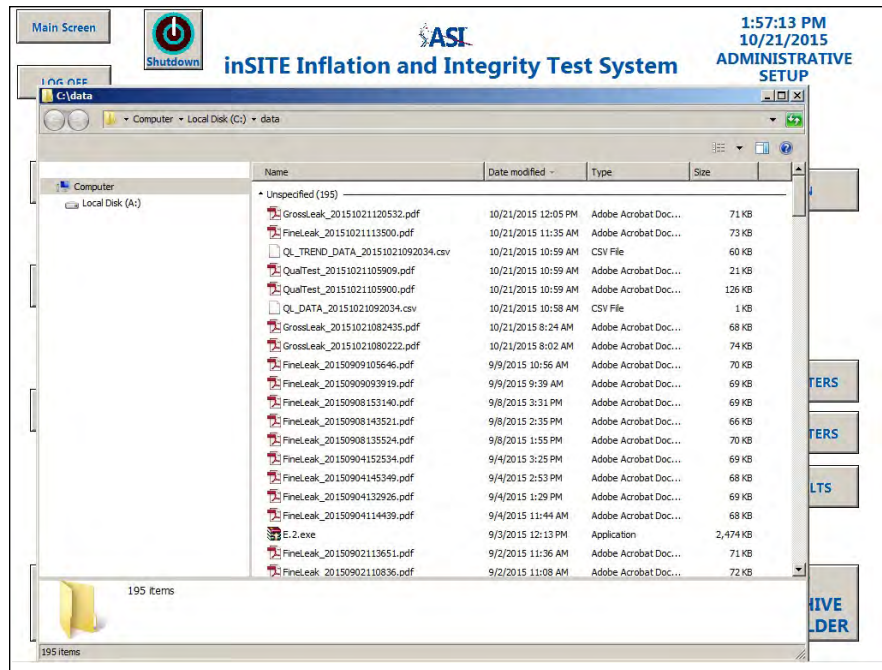 Main Screen
Shutdown
ASI
inSITE Inflation and Integrity Test System
1:57:13 PM
10/21/2015
ADMINISTRATIVE
SETUP
LOG OFF
C:\data
Computer Local Disk (C:) data
Name Date modified Type Size
Computer
Local Disk (A:)
Unspecified (195)
GrossLeak_20151021120532.pdf 10/21/2015 12:05 PM Adobe Acrobat Doc... 71 KB
FineLeak_20151021113500.pdf 10/21/2015 11:35 AM Adobe Acrobat Doc... 73 KB
QL_TREND_DATA_20151021092034.csv 10/21/2015 10:59 AM CSV File 60 KB
QualTest_20151021105909.pdf 10/21/2015 10:59 AM Adobe Acrobat Doc... 21 KB
QualTest_20151021105900.pdf 10/21/2015 10:59 AM Adobe Acrobat Doc... 126 KB
QL_DATA_20151021092034.csv 10/21/2015 10:58 AM CSV File 1 KB
GrossLeak_20151021082435.pdf 10/21/2015 8:24 AM Adobe Acrobat Doc... 68 KB
GrossLeak_20151021080222.pdf 10/21/2015 8:02 AM Adobe Acrobat Doc... 74 KB
FineLeak_20150909105646.pdf 9/9/2015 10:56 AM Adobe Acrobat Doc... 70 KB
FineLeak_20150909093919.pdf 9/9/2015 9:39 AM Adobe Acrobat Doc... 69 KB
FineLeak_20150908153140.pdf 9/8/2015 3:31 PM Adobe Acrobat Doc... 69 KB
FineLeak_20150908143521.pdf 9/8/2015 2:35 PM Adobe Acrobat Doc... 66 KB
FineLeak_20150908135524.pdf 9/8/2015 1:55 PM Adobe Acrobat Doc... 70 KB
FineLeak_20150904152534.pdf 9/4/2015 3:25 PM Adobe Acrobat Doc... 69 KB
FineLeak_20150904145349.pdf 9/4/2015 2:53 PM Adobe Acrobat Doc... 68 KB
FineLeak_20150904132926.pdf 9/4/2015 1:29 PM Adobe Acrobat Doc... 69 KB
FineLeak_20150904114439.pdf 9/4/2015 11:44 AM Adobe Acrobat Doc... 68 KB
E.2.exe 9/3/2015 12:13 PM Application 2,474 KB
FineLeak_20150902113651.pdf 9/2/2015 11:36 AM Adobe Acrobat Doc... 71 KB
FineLeak_20150902110836.pdf 9/2/2015 11:08 AM Adobe Acrobat Doc... 72 KB
TERS
TERS
LTS
HIVE
LDER
195 items
195 items